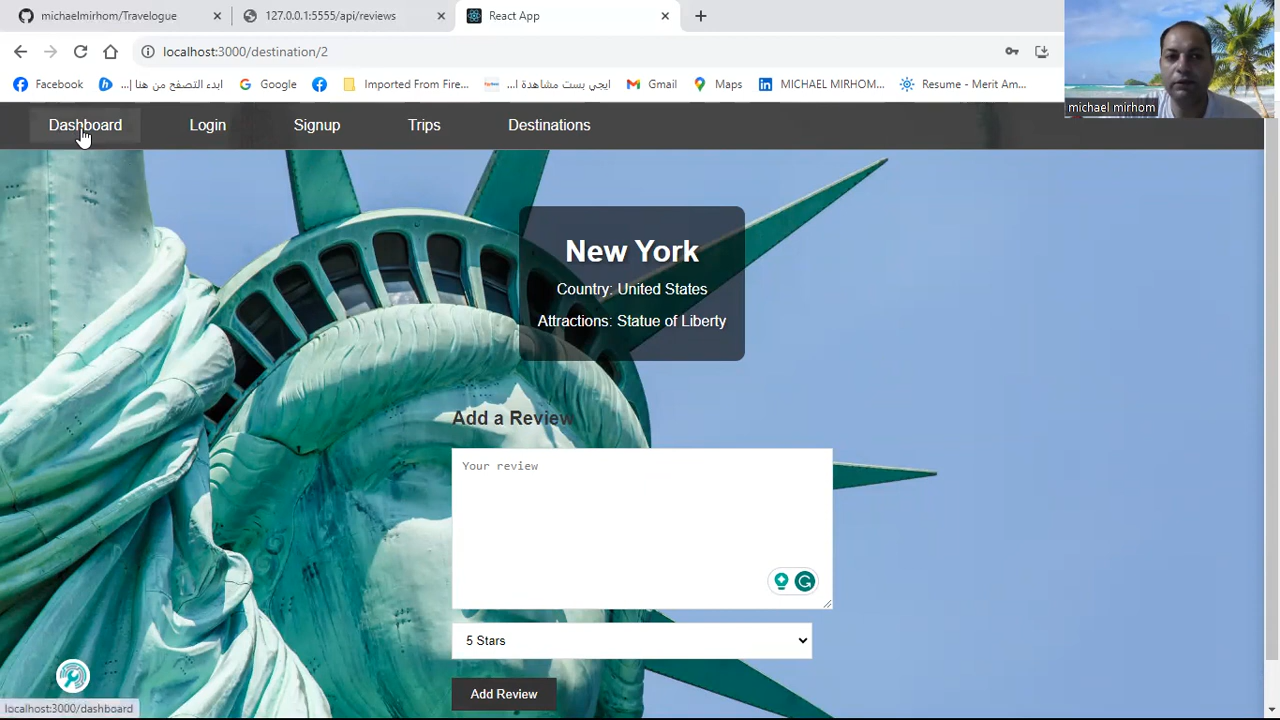 michaelmirhom/Travelogue
127.0.0.1:5555/api/reviews
React App
localhost:3000/destination/2
Facebook
ابدء التصفح من هنا إ...
Google
Imported From Fire...
ايجي بست مشاهدة ا...
Gmail
Maps
MICHAEL MIRHOM...
Resume - Merit Am...
michael mirhom
Dashboard
Login
Signup
Trips
Destinations
New York
Country: United States
Attractions: Statue of Liberty
Add a Review
Your review
5 Stars
Add Review
localhost:3000/dashboard